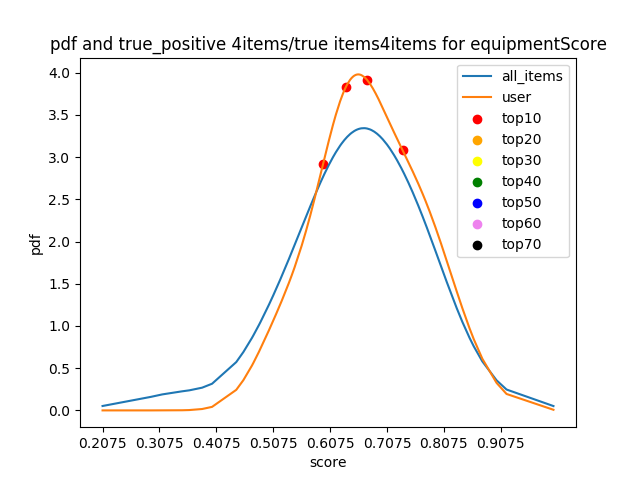 pdf and true_positive 4items/true items4items for equipmentScore
4.0
3.5
3.0
2.5
2.0
1.5
1.0
0.5
0.0
pdf
all_items
user
top10
top20
top30
top40
top50
top60
top70
0.2075 0.3075 0.4075 0.5075 0.6075 0.7075 0.8075 0.9075
score